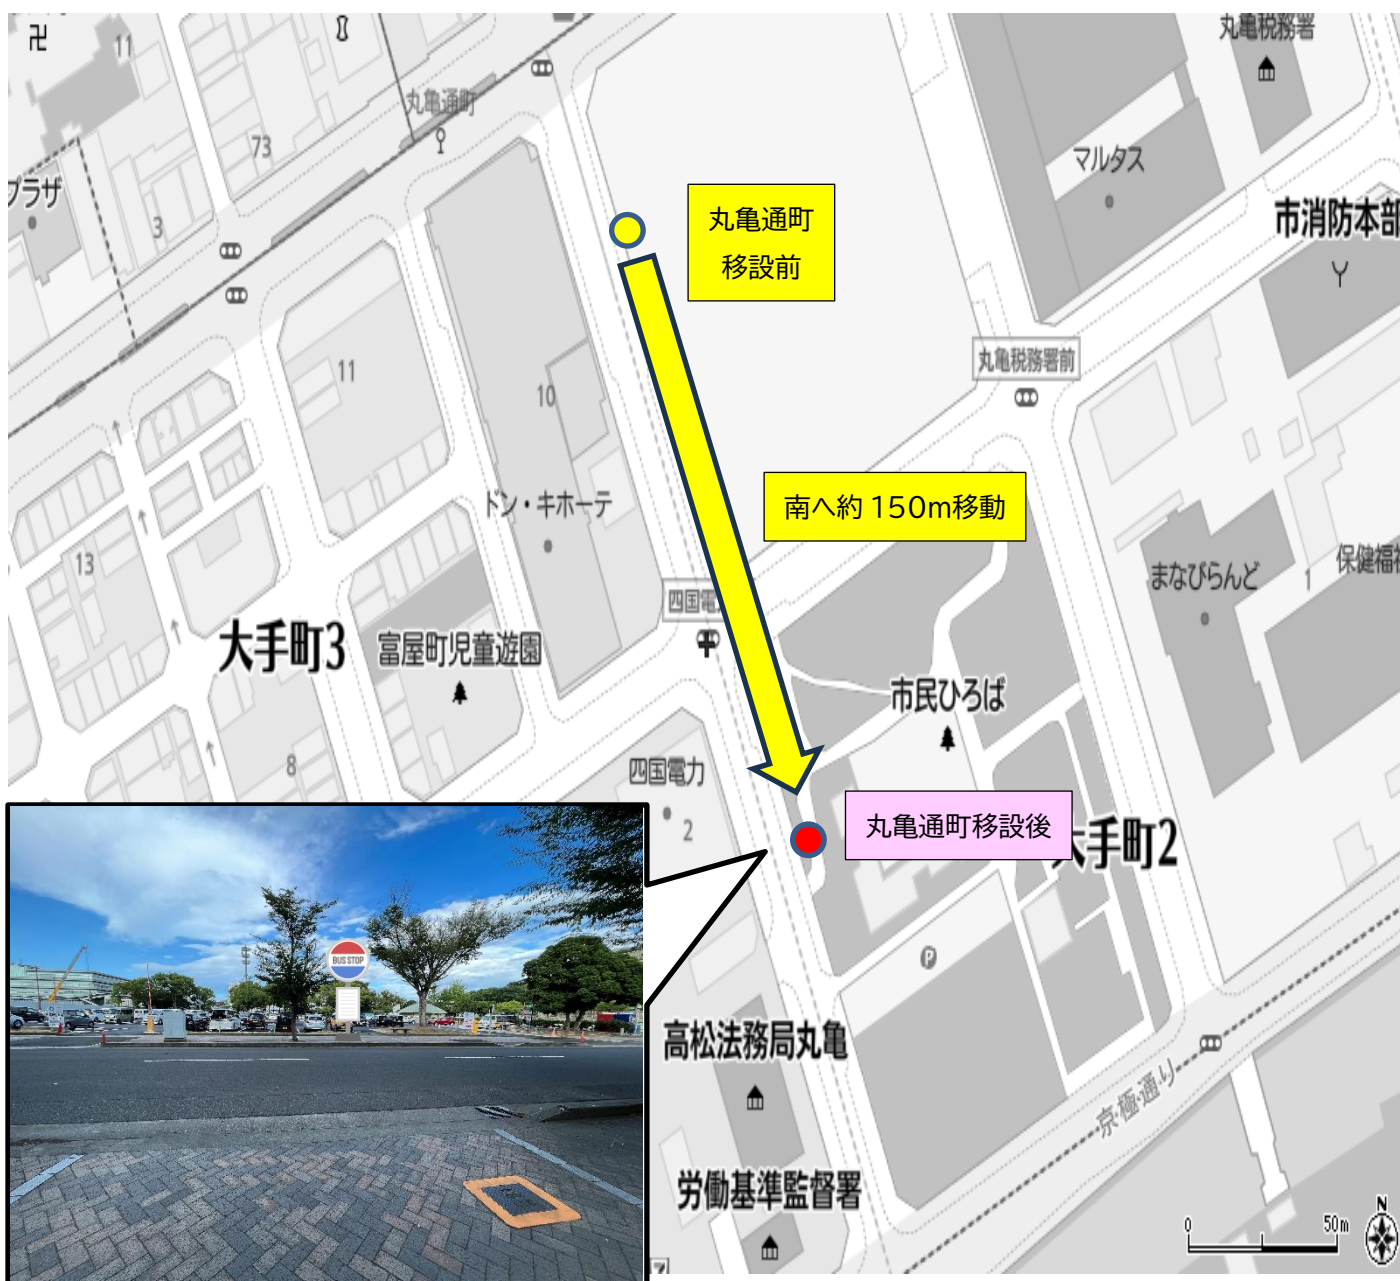 11
丸亀税務署
丸亀通町
73
マルタス
プラザ
3
丸亀通町
移設前
市消防本部
11
丸亀税務署前
10
ドン・キホーテ
南へ約150m移動
13
まなびらんど
1
保健福祉
四国電力
大手町3
富屋町児童遊園
市民ひろば
8
四国電力
2
丸亀通町移設後
大手町2
BUS STOP
P
高松法務局丸亀
京極通り
労働基準監督署
N
0
50m